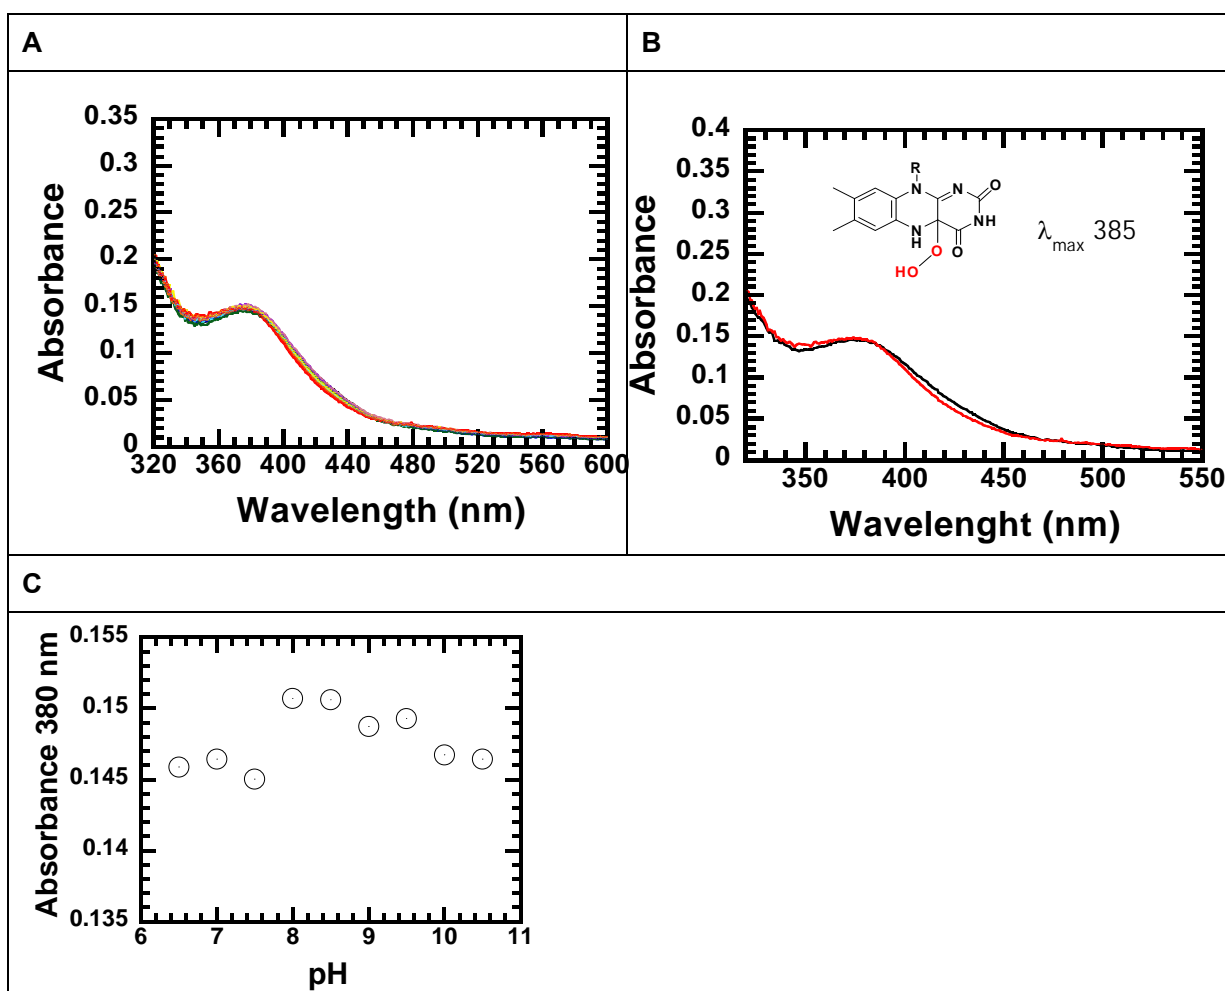 A
B
0.35
0.3
0.25
0.2
0.15
0.1
0.05
0
320 360 400 440 480 520 560 600
Absorbance
Wavelength (nm)
0.4
0.35
0.3
0.25
0.2
0.15
0.1
0.05
0
350 400 450 500 550
Absorbance
Wavelenght (nm)
R
N
N
O
NH
N
H
O
O
HO
λmax 385
C
0.155
0.15
0.145
0.14
0.135
6 7 8 9 10 11
Absorbance 380 nm
pH